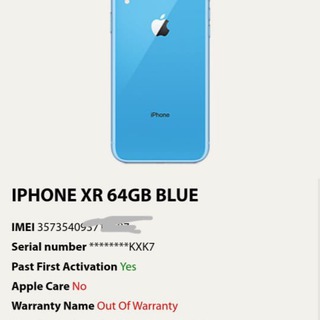 iPhone
IPHONE XR 64GB BLUE
IMEI 3573540937
Serial number ********KXK7
Past First Activation Yes
Apple Care No
Warranty Name Out Of Warranty